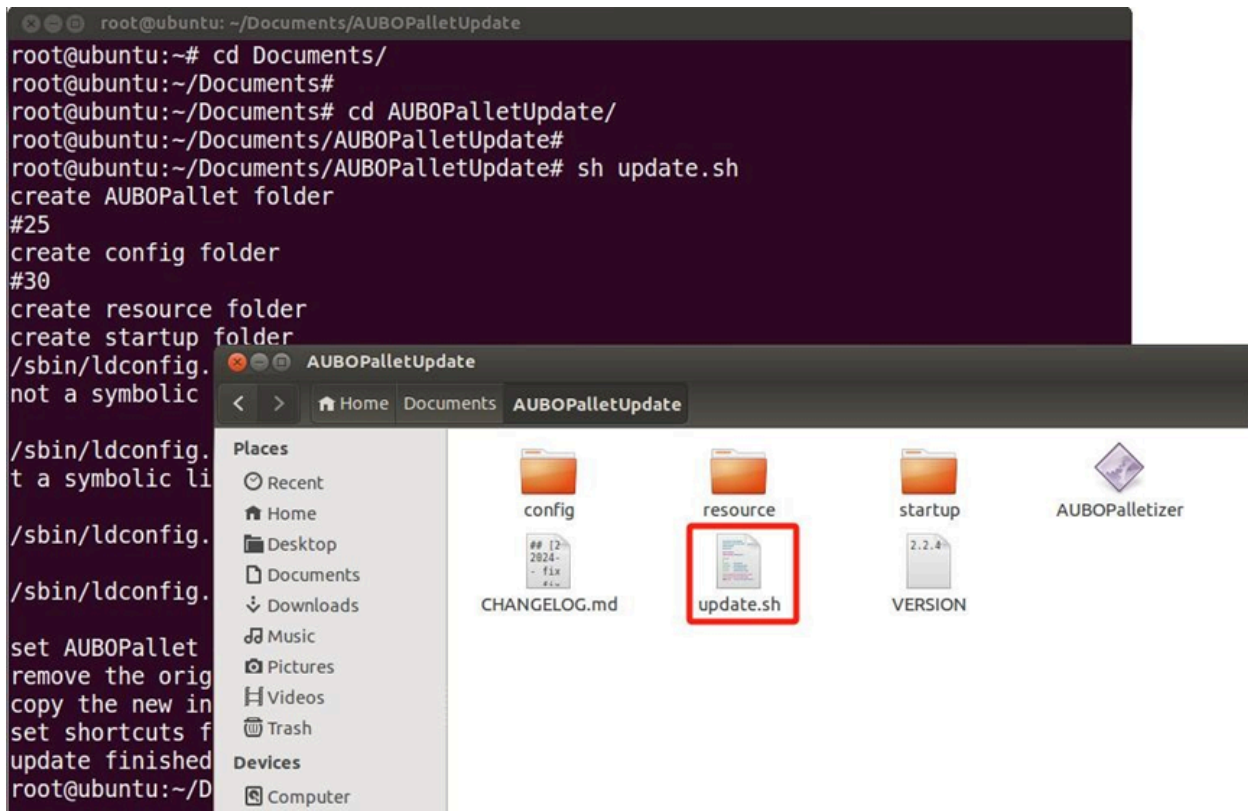 root@ubuntu: ~/Documents/AUBOPalletUpdate
root@ubuntu:~# cd Documents/
root@ubuntu:~/Documents#
root@ubuntu:~/Documents# cd AUBOPalletUpdate/
root@ubuntu:~/Documents/AUBOPalletUpdate#
root@ubuntu:~/Documents/AUBOPalletUpdate# sh update.sh
create AUBOPallet folder
#25
create config folder
#30
create resource folder
create startup folder
/sbin/ldconfig.
not a symbolic
/sbin/ldconfig.
t a symbolic li
/sbin/ldconfig.
/sbin/ldconfig.
set AUBOPallet
remove the orig
copy the new in
set shortcuts f
update finished
root@ubuntu:~/D
AUBOPalletUpdate
< > Home Documents AUBOPalletUpdate
Places
Recent
Home
Desktop
Documents
Downloads
Music
Pictures
Videos
Trash
Devices
Computer
config resource startup AUBOPalletizer
## [2
2024-
- fix
2.2.4
CHANGELOG.md update.sh VERSION